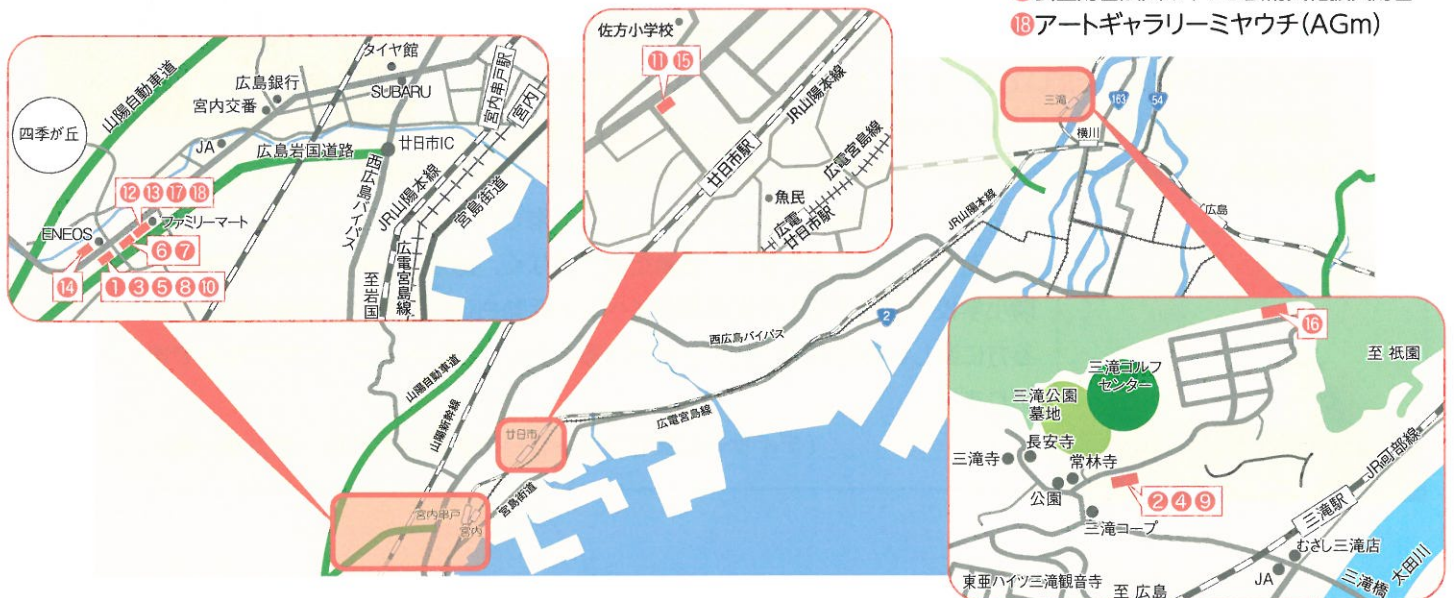 ⑱アートギャラリーミヤウチ(AGm)
山陽自動車道
四季が丘
広島銀行
宮内交番
タイヤ館
SUBARU
宮内串戸駅
宮内
JA
広島岩国道路
廿日市IC
西広島バイパス
JR山陽本線
宮島街道
広電宮島線
至岩国
⑫⑬⑰⑱
ファミリーマート
ENEOS
⑥⑦
⑭
①③⑤⑧⑩
佐方小学校
⑪⑮
JR山陽本線
廿日市駅
広電宮島線
魚民
広電
廿日市駅
三滝
163
54
横川
広島
JR山陽本線
2
西広島バイパス
広電宮島線
山陽自動車道
山陽新幹線
廿日市
宮島街道
宮内串戸
宮内
⑯
至 祇園
三滝ゴルフ
センター
三滝公園
墓地
長安寺
三滝寺
常林寺
公園
②④⑨
三滝コープ
JR可部線
三滝駅
むさし三滝店
JA
三滝橋
太田川
東亜ハイツ三滝観音寺
至 広島